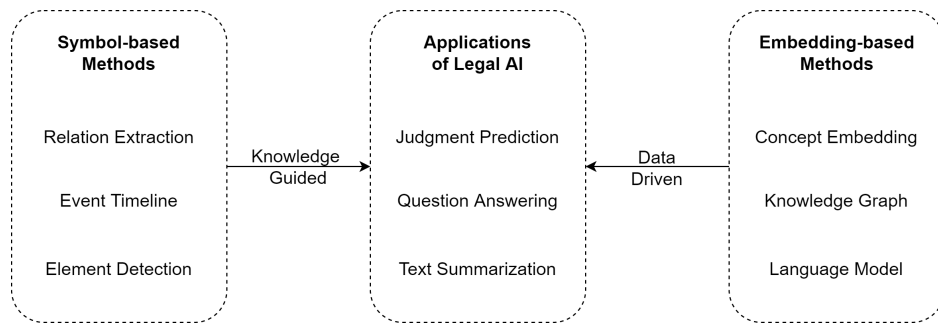 Symbol-based
Methods
Relation Extraction
Event Timeline
Element Detection
Knowledge
Guided
Applications
of Legal AI
Judgment Prediction
Question Answering
Text Summarization
Data
Driven
Embedding-based
Methods
Concept Embedding
Knowledge Graph
Language Model